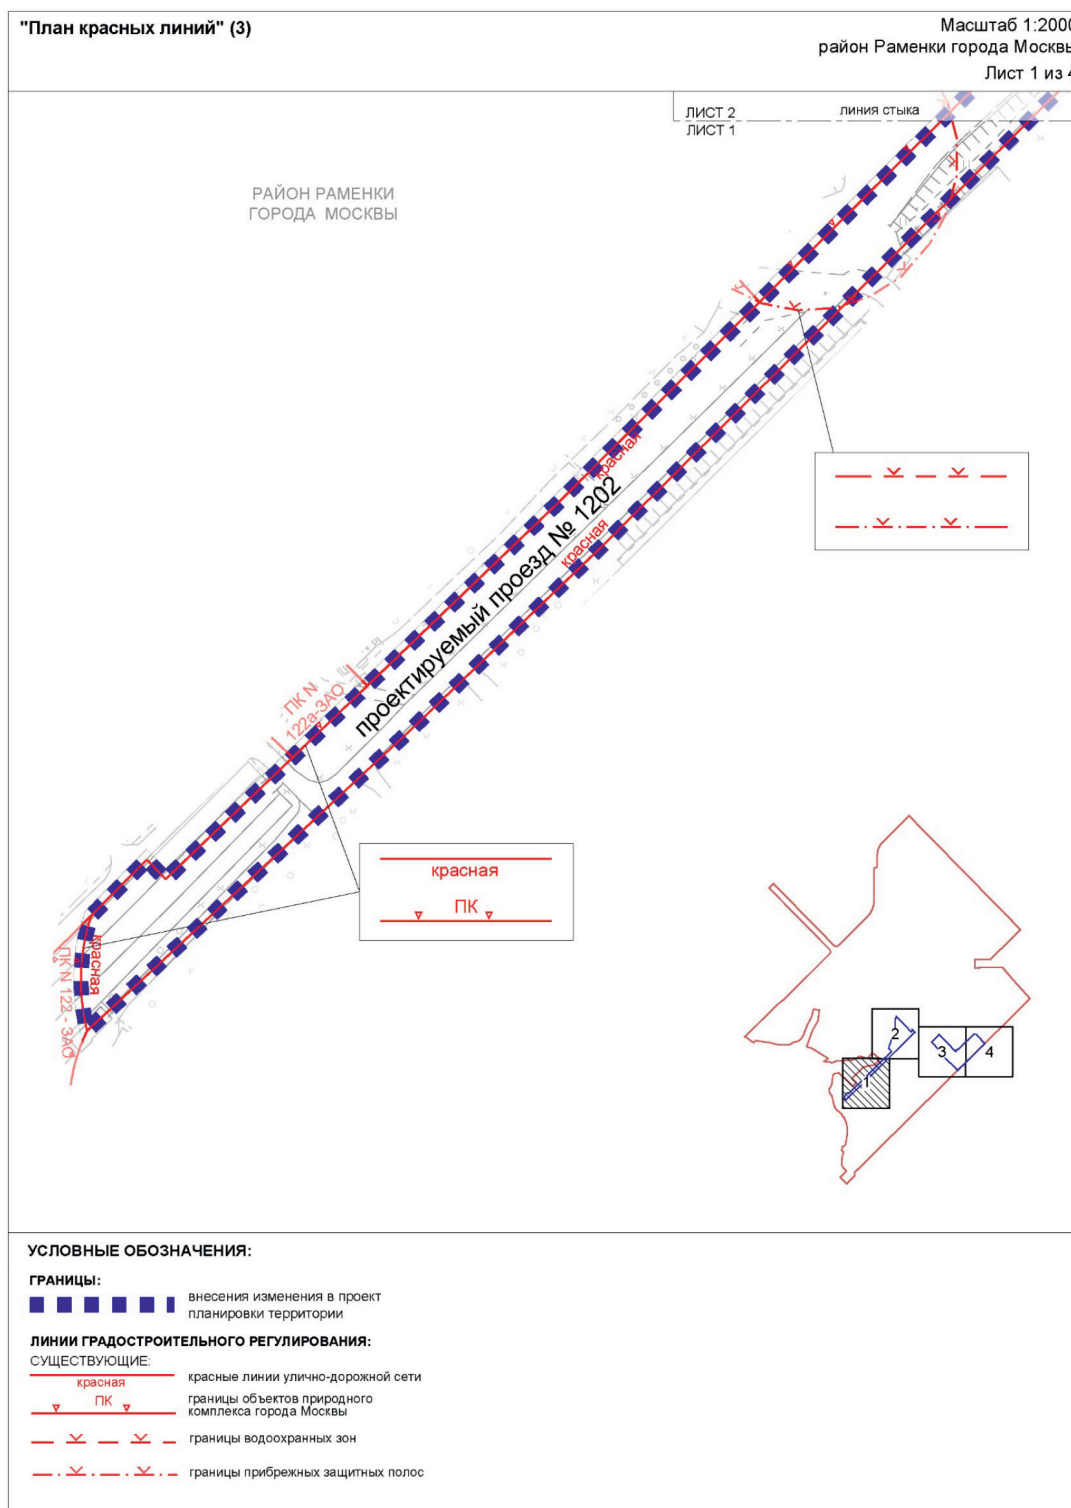 "План красных линий" (3)
Масштаб 1:2000
район Раменки города Москвы
Лист 1 из 4
ЛИСТ 2
ЛИСТ 1
линия стыка
РАЙОН РАМЕНКИ
ГОРОДА МОСКВЫ
красная
проектируемый проезд № 1202
красная
ПК N
122а-ЗАО
красная
ПК
красная
ПК N 122 - ЗАО
2
3
4
1
УСЛОВНЫЕ ОБОЗНАЧЕНИЯ:
ГРАНИЦЫ:
внесения изменения в проект
планировки территории
ЛИНИИ ГРАДОСТРОИТЕЛЬНОГО РЕГУЛИРОВАНИЯ:
СУЩЕСТВУЮЩИЕ:
красная
красные линии улично-дорожной сети
ПК
границы объектов природного
комплекса города Москвы
границы водоохранных зон
границы прибрежных защитных полос